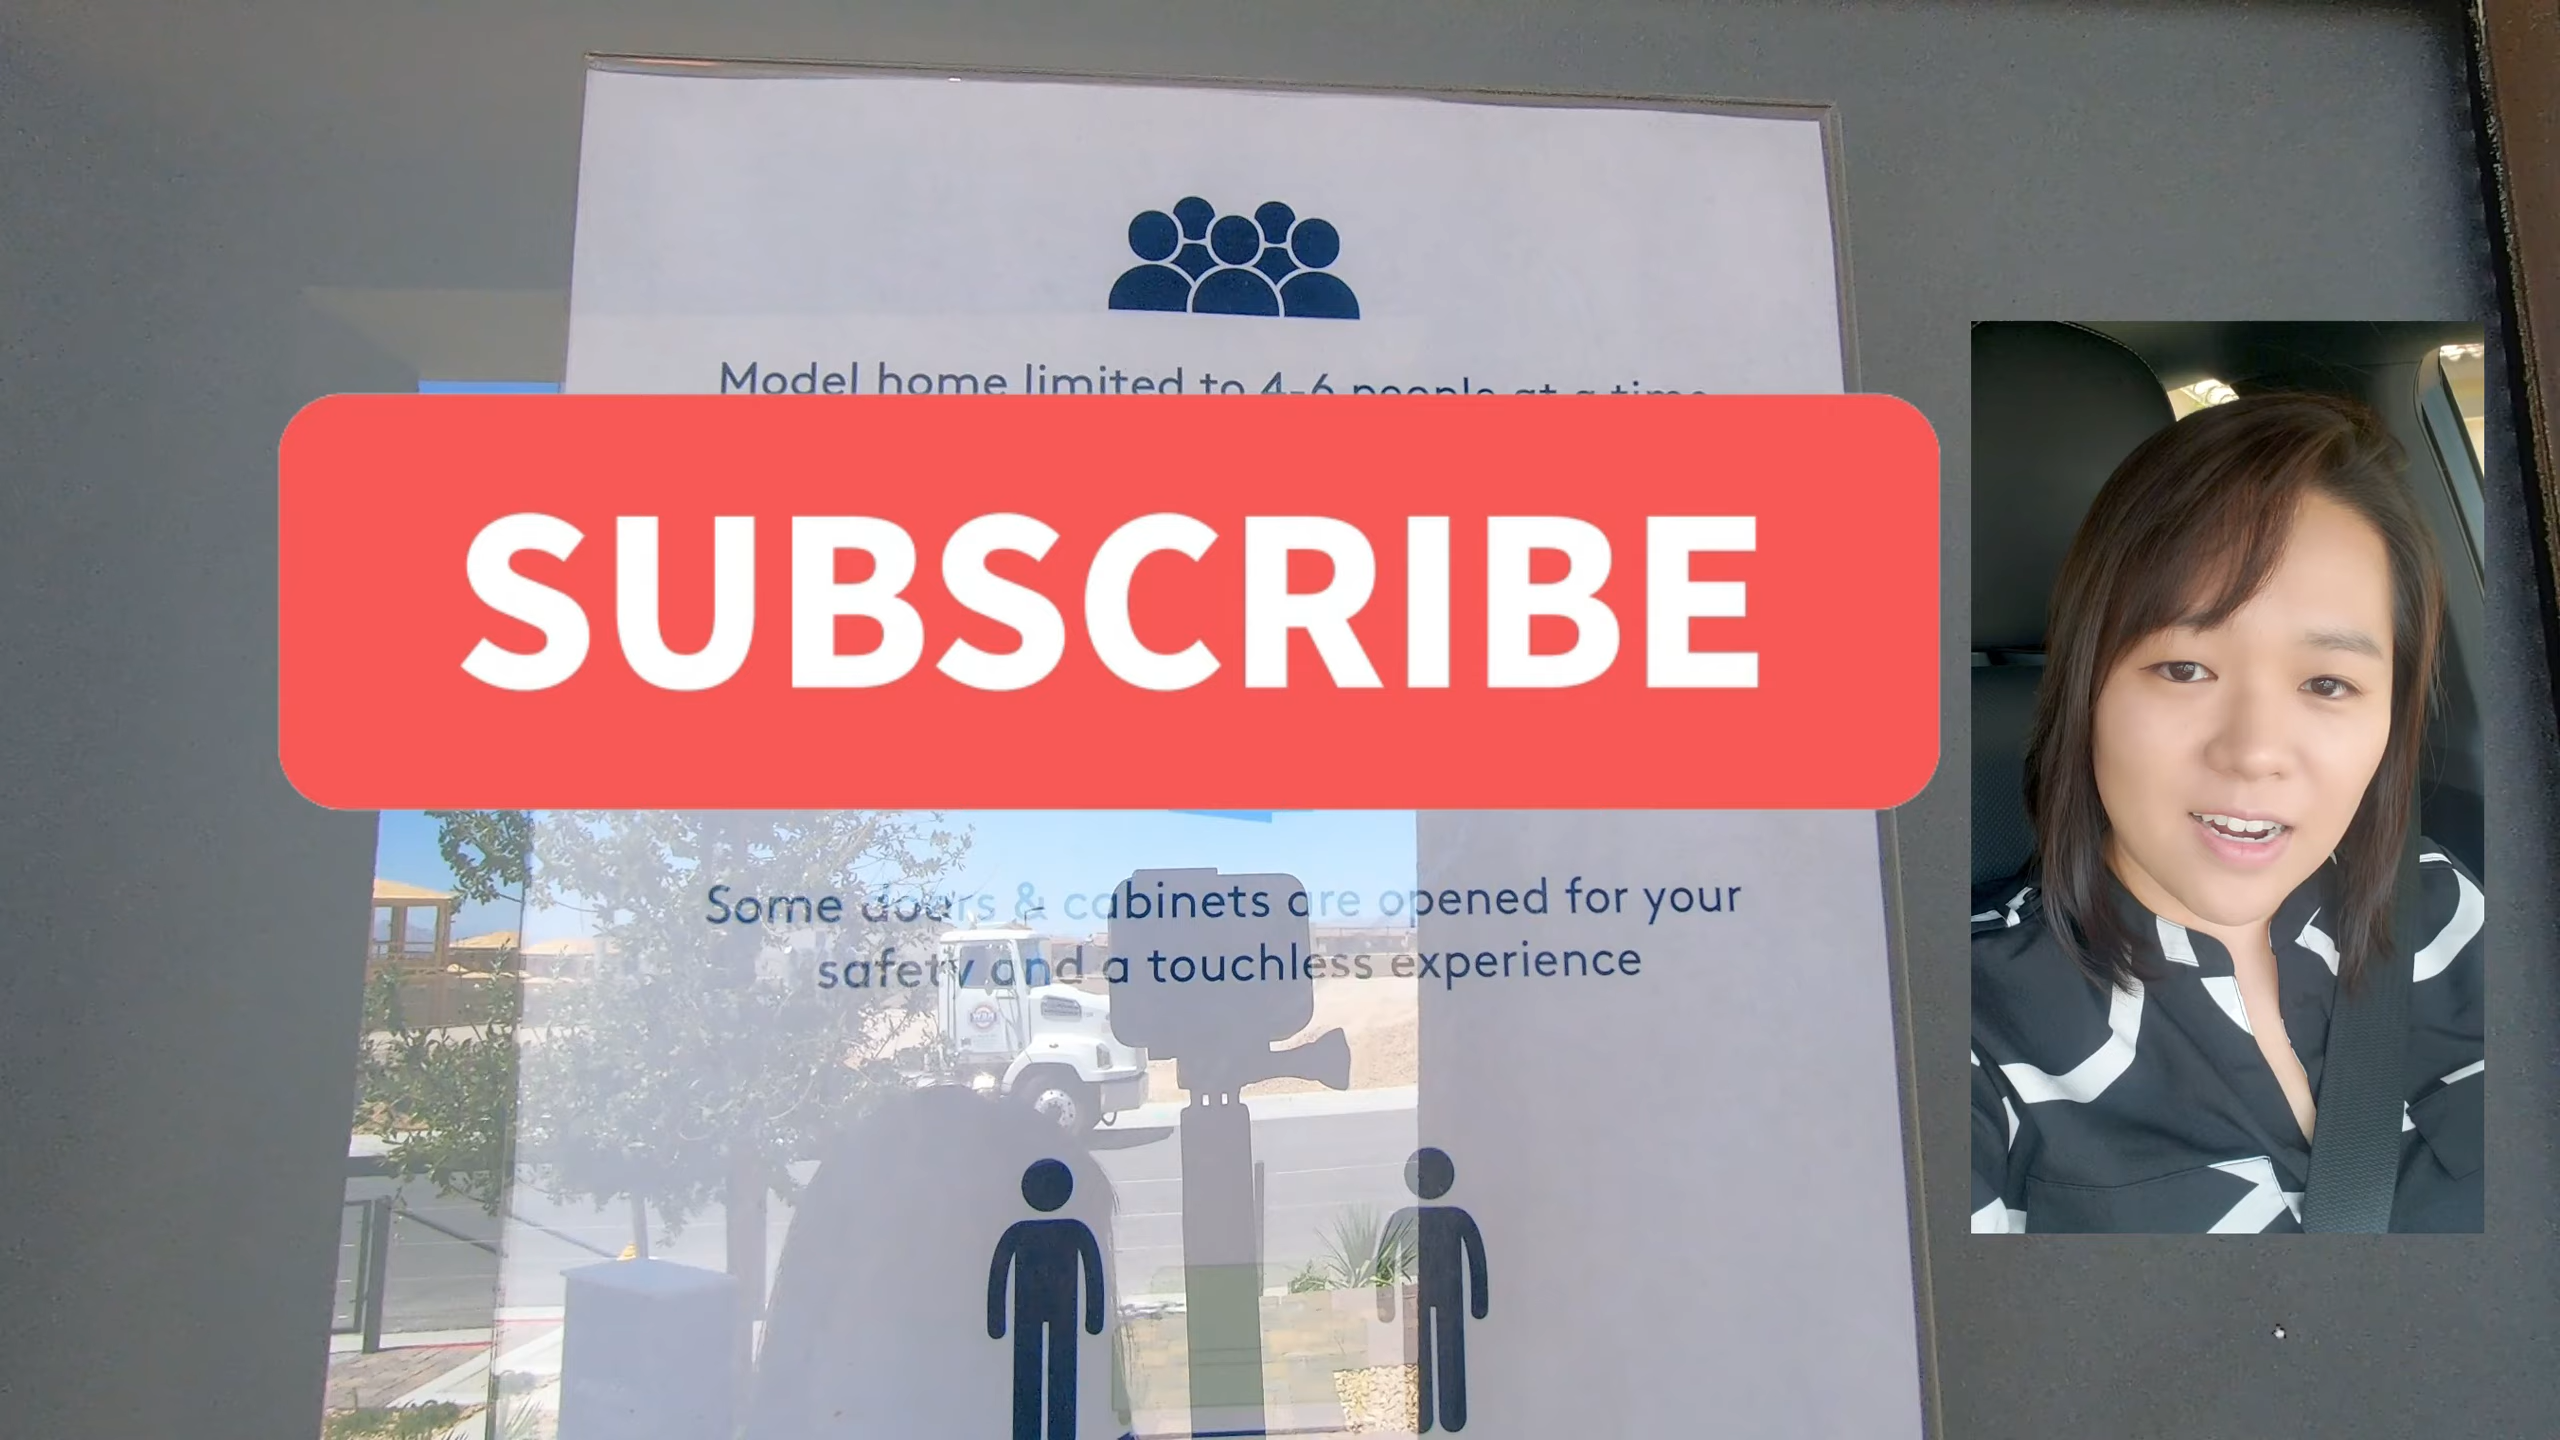 Model home limited to 4-6 people at a time
SUBSCRIBE
Some doors & cabinets are opened for your
safety and a touchless experience